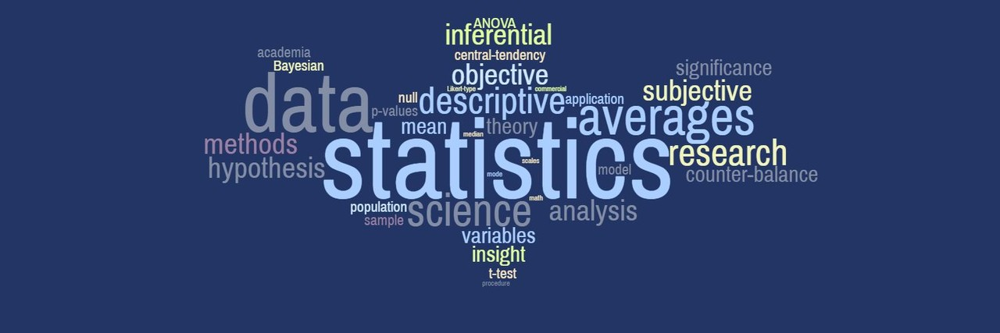 ANOVA
inferential
academia
central-tendency
Bayesian
significance
objective
data
Likert-type
commercial
subjective
null
descriptive
application
p-values
averages
mean
theory
median
methods
statistics
research
scales
hypothesis
mode
model
counter-balance
math
population
science
analysis
sample
variables
insight
t-test
procedure